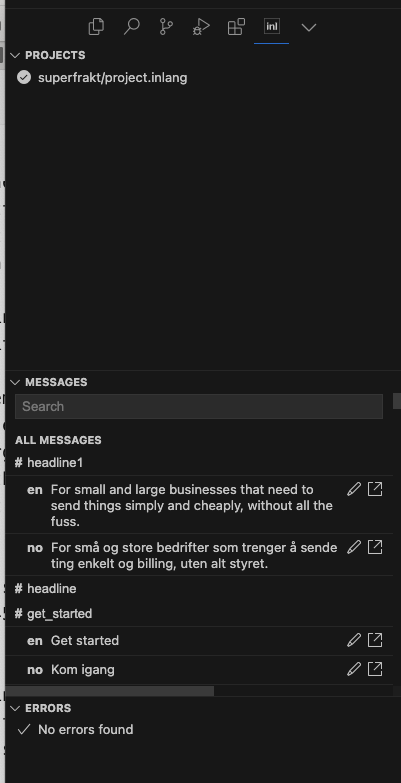 inl
PROJECTS
superfrakt/project.inlang
MESSAGES
Search
ALL MESSAGES
# headline1
en For small and large businesses that need to
send things simply and cheaply, without all the
fuss.
no For små og store bedrifter som trenger å sende
ting enkelt og billing, uten alt styret.
# headline
# get_started
en Get started
no Kom igang
ERRORS
No errors found